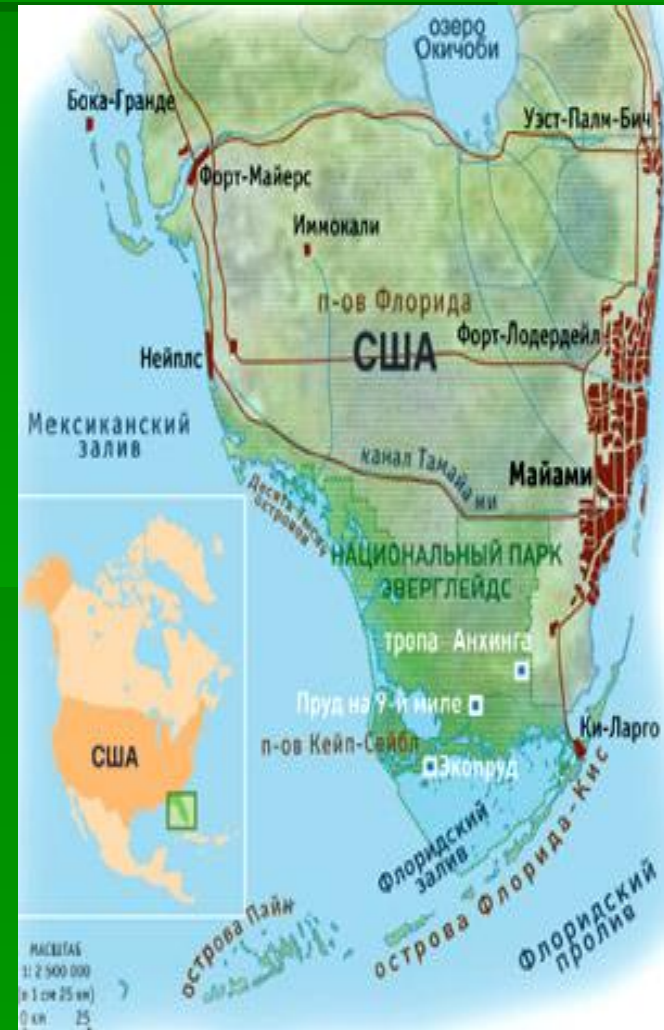 озеро
Окичоби
Бока-Гранде
Уэст-Палм-Бич
Форт-Майерс
Иммокали
п-ов Флорида
США
Форт-Лодердейл
Нейплс
Мексиканский
залив
канал Тамайами
Майами
Десять тысяч
островов
НАЦИОНАЛЬНЫЙ ПАРК
ЭВЕРГЛЕЙДС
тропа Анхинга
Пруд на 9-й миле
п-ов Кейп-Сейбл
Ки-Ларго
Экопруд
США
Флоридский
залив
острова Флорида-Кис
Флоридский
пролив
острова Пайн
МАСШТАБ
1: 2 500 000
(в 1 см 25 км)
0 км 25